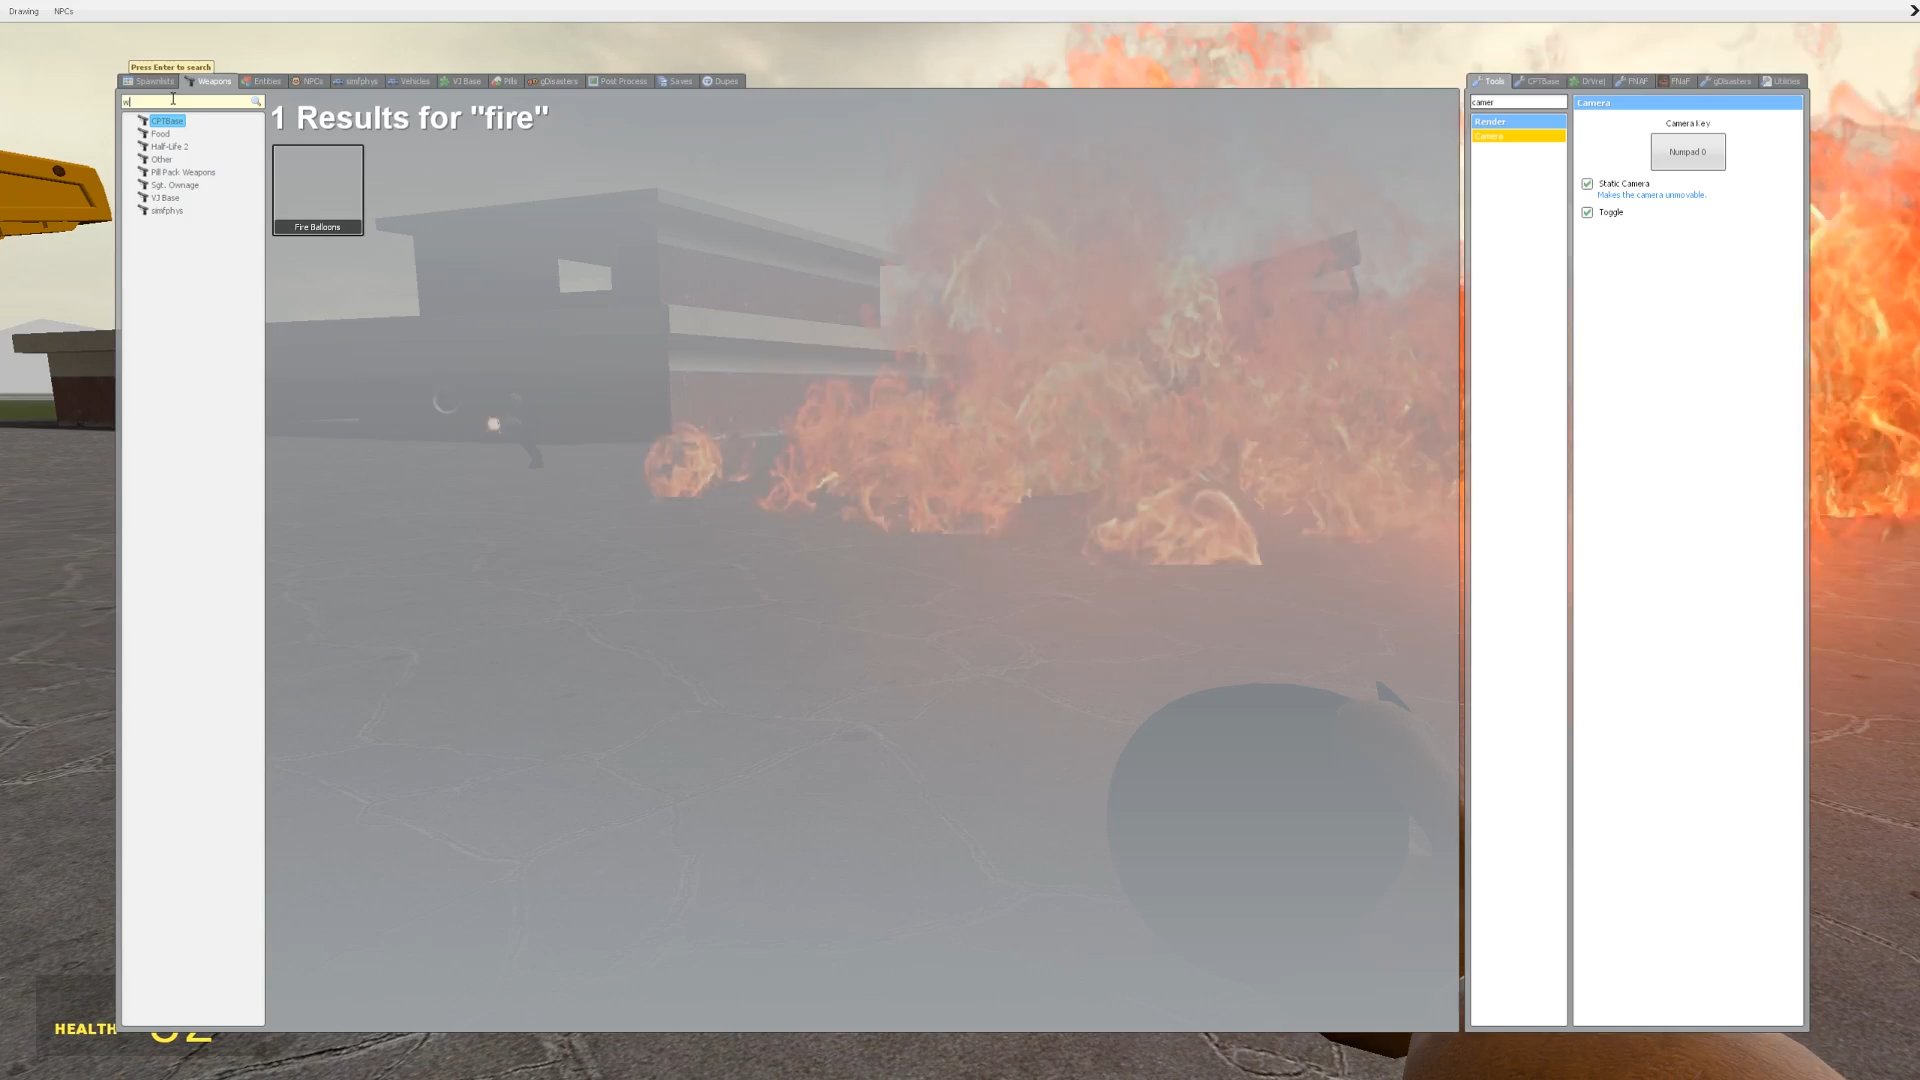 Drawing NPCs
Press Enter to search
Spawnlists Weapons Entities NPCs simfphys Vehicles VJ Base Pills gDisasters Post Process Saves Dupes
w
CPTBase
Food
Half-Life 2
Other
Pill Pack Weapons
Sgt. Ownage
VJ Base
simfphys
1 Results for "fire"
Fire Balloons
Tools CPTBase DrVrej FNAF FNaF gDisasters Utilities
camer
Render
Camera
Camera
Camera Key
Numpad 0
Static Camera
Makes the camera unmovable.
Toggle
HEALTH